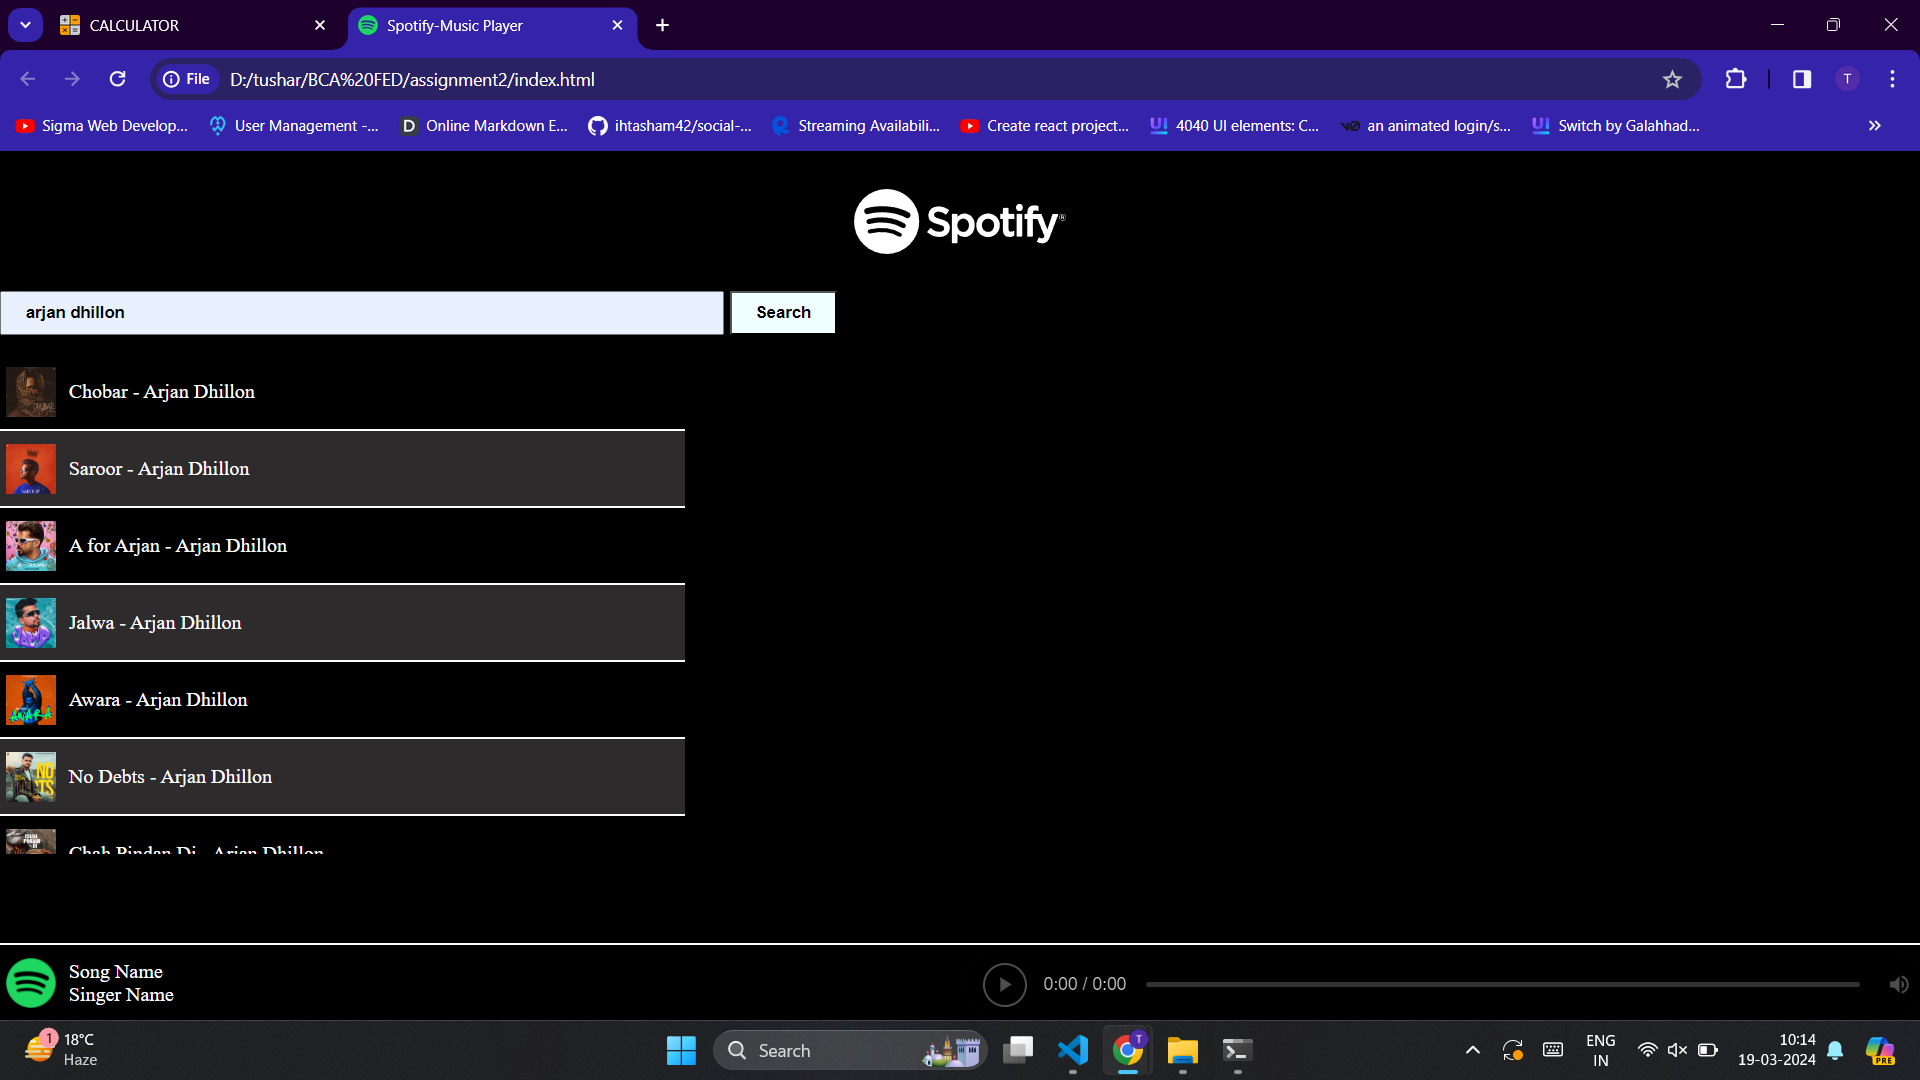 CALCULATOR
Spotify-Music Player
File
D:/tushar/BCA%20FED/assignment2/index.html
T
Sigma Web Develop...
User Management -...
Online Markdown E...
ihtasham42/social-...
Streaming Availabili...
Create react project...
4040 UI elements: C...
an animated login/s...
Switch by Galahhad...
Spotify®
arjan dhillon
Search
Chobar - Arjan Dhillon
Saroor - Arjan Dhillon
A for Arjan - Arjan Dhillon
Jalwa - Arjan Dhillon
Awara - Arjan Dhillon
No Debts - Arjan Dhillon
Chah Pindan Di - Arjan Dhillon
Song Name
Singer Name
0:00 / 0:00
1
18°C
Haze
Search
T
ENG
IN
10:14
19-03-2024
PRE